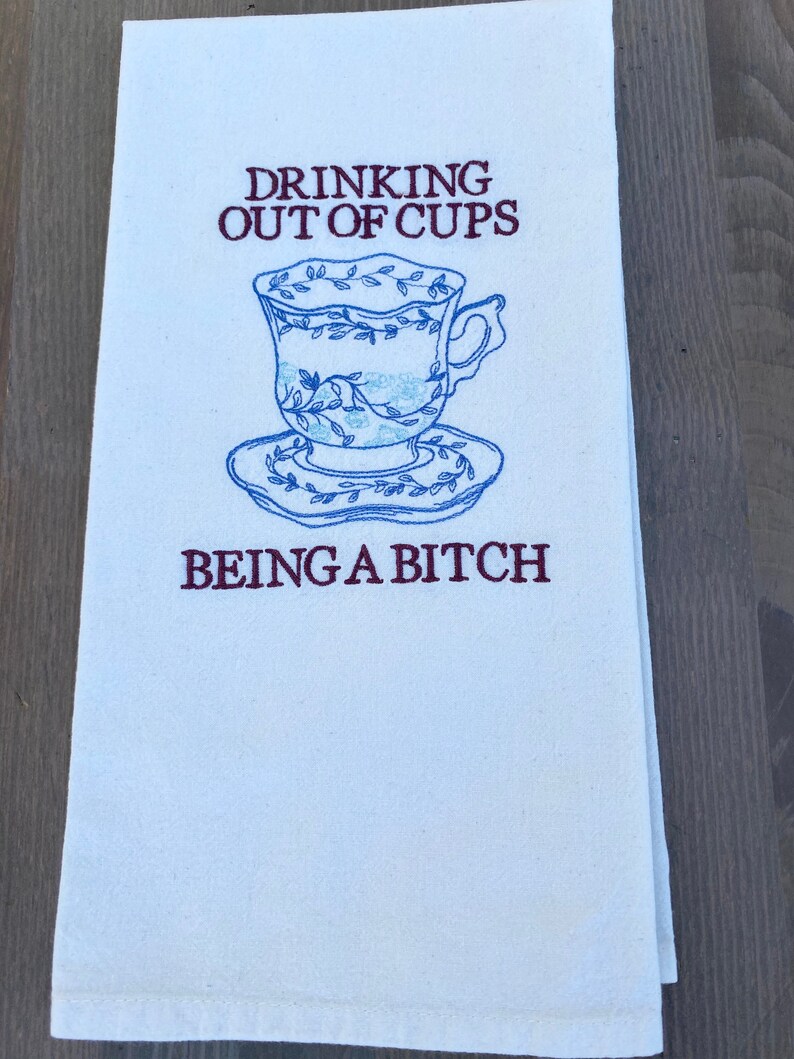 DRINKING
OUT OF CUPS
BEING A BITCH